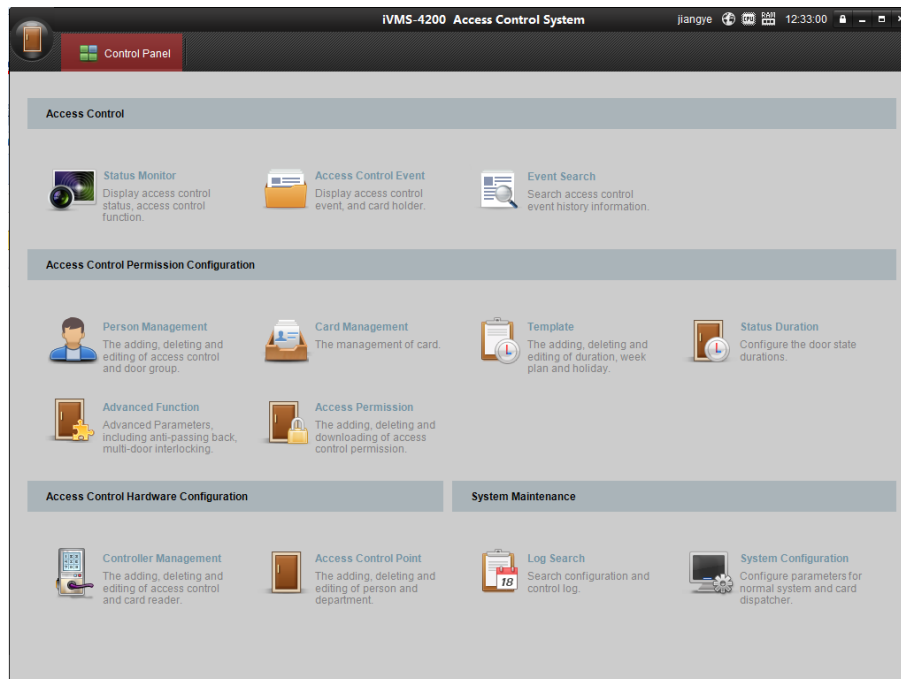 iVMS-4200 Access Control System
jiangye
CPU
RAM
12:33:00
Control Panel
Access Control
Status Monitor
Display access control
status, access control
function.
Access Control Event
Display access control
event, and card holder.
Event Search
Search access control
event history information.
Access Control Permission Configuration
Person Management
The adding, deleting and
editing of access control
and door group.
Card Management
The management of card.
Template
The adding, deleting and
editing of duration, week
plan and holiday.
Status Duration
Configure the door state
durations.
Advanced Function
Advanced Parameters,
including anti-passing back,
multi-door interlocking.
Access Permission
The adding, deleting and
downloading of access
control permission.
Access Control Hardware Configuration
System Maintenance
Controller Management
The adding, deleting and
editing of access control
and card reader.
Access Control Point
The adding, deleting and
editing of person and
department.
18
Log Search
Search configuration and
control log.
System Configuration
Configure parameters for
normal system and card
dispatcher.